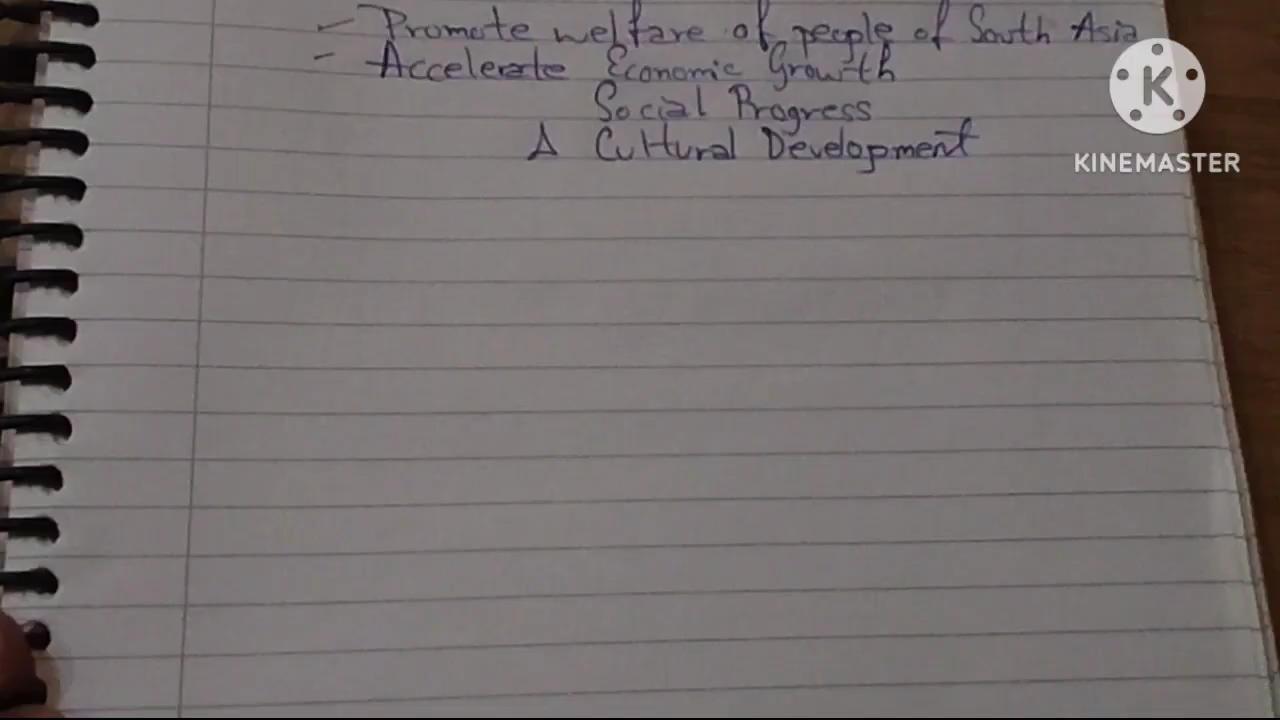 - Promote welfare of people of South Asia
- Accelerate Economic Growth
Social Progress
Cultural Development
K
KINEMASTER